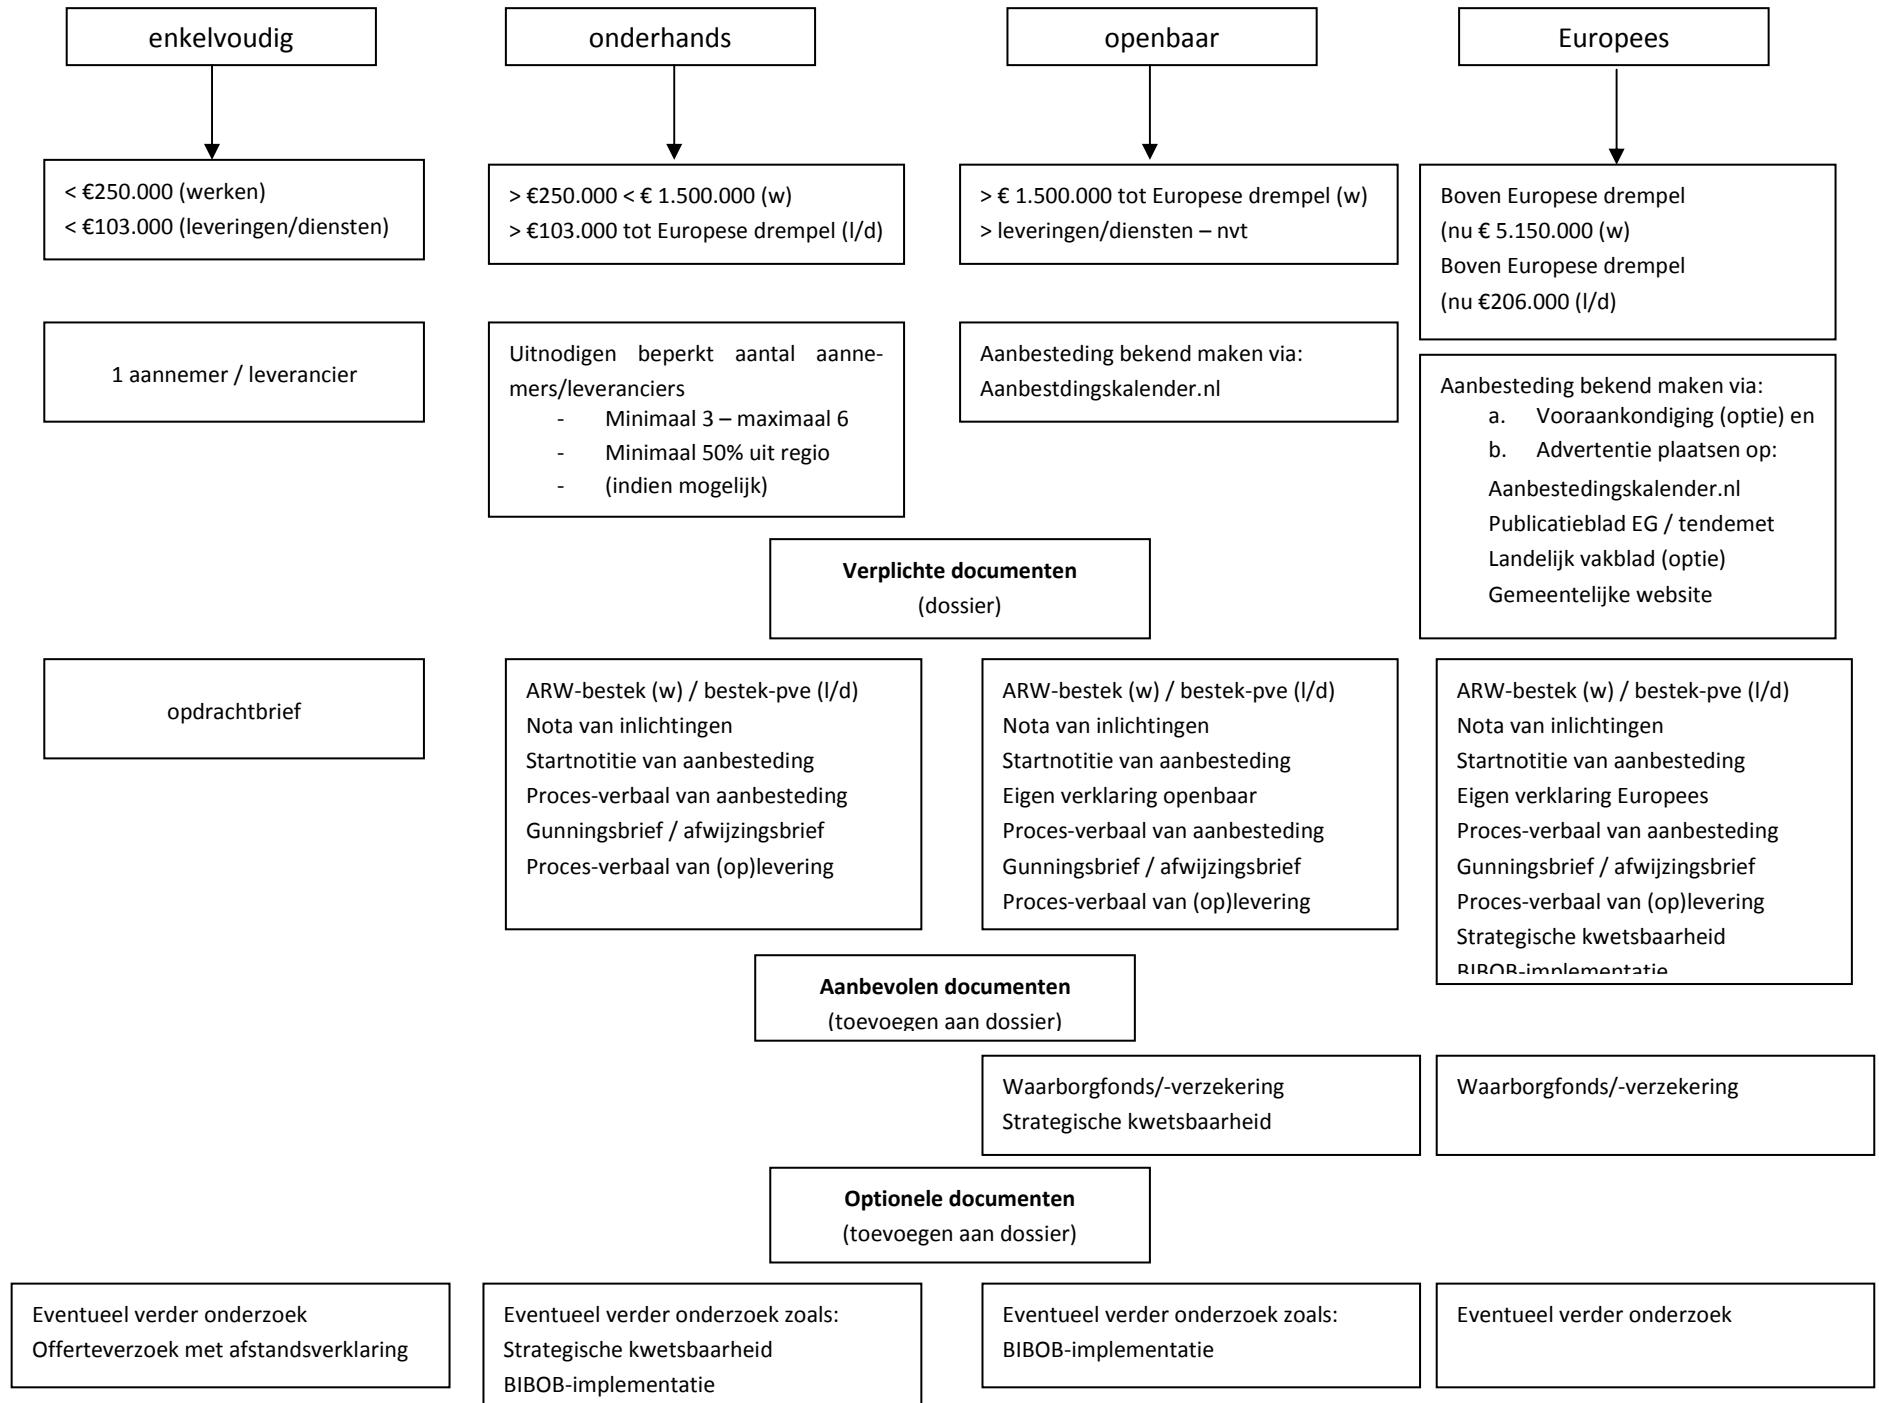 enkelvoudig
onderhands
openbaar
Europees
< €250.000 (werken)
< €103.000 (leveringen/diensten)
> €250.000 < € 1.500.000 (w)
> €103.000 tot Europese drempel (l/d)
> € 1.500.000 tot Europese drempel (w)
> leveringen/diensten – nvt
Boven Europese drempel
(nu € 5.150.000 (w)
Boven Europese drempel
(nu €206.000 (l/d)
1 aannemer / leverancier
Uitnodigen beperkt aantal aanne-
mers/leveranciers
- Minimaal 3 – maximaal 6
- Minimaal 50% uit regio
- (indien mogelijk)
Aanbesteding bekend maken via:
Aanbestdingskalender.nl
Aanbesteding bekend maken via:
a. Vooraankondiging (optie) en
b. Advertentie plaatsen op:
Aanbestedingskalender.nl
Publicatieblad EG / tendemet
Landelijk vakblad (optie)
Gemeentelijke website
Verplichte documenten
(dossier)
opdrachtbrief
ARW-bestek (w) / bestek-pve (l/d)
Nota van inlichtingen
Startnotitie van aanbesteding
Proces-verbaal van aanbesteding
Gunningsbrief / afwijzingsbrief
Proces-verbaal van (op)levering
ARW-bestek (w) / bestek-pve (l/d)
Nota van inlichtingen
Startnotitie van aanbesteding
Eigen verklaring openbaar
Proces-verbaal van aanbesteding
Gunningsbrief / afwijzingsbrief
Proces-verbaal van (op)levering
ARW-bestek (w) / bestek-pve (l/d)
Nota van inlichtingen
Startnotitie van aanbesteding
Eigen verklaring Europees
Proces-verbaal van aanbesteding
Gunningsbrief / afwijzingsbrief
Proces-verbaal van (op)levering
Strategische kwetsbaarheid
BIBOB-implementatie
Aanbevolen documenten
(toevoegen aan dossier)
Waarborgfonds/-verzekering
Strategische kwetsbaarheid
Waarborgfonds/-verzekering
Optionele documenten
(toevoegen aan dossier)
Eventueel verder onderzoek
Offerteverzoek met afstandsverklaring
Eventueel verder onderzoek zoals:
Strategische kwetsbaarheid
BIBOB-implementatie
Eventueel verder onderzoek zoals:
BIBOB-implementatie
Eventueel verder onderzoek